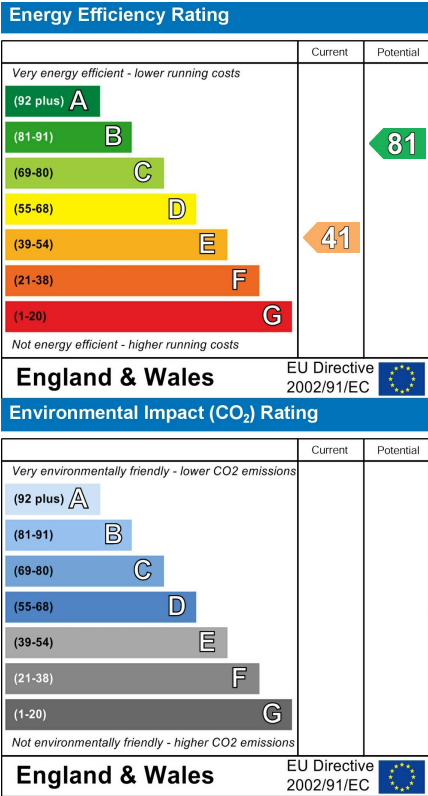 Energy Efficiency Rating
Current Potential
Very energy efficient - lower running costs
(92 plus) A
(81-91) B
81
(69-80) C
(55-68) D
(39-54) E
41
(21-38) F
(1-20) G
Not energy efficient - higher running costs
England & Wales
EU Directive
2002/91/EC
Environmental Impact (CO₂) Rating
Current Potential
Very environmentally friendly - lower CO2 emissions
(92 plus) A
(81-91) B
(69-80) C
(55-68) D
(39-54) E
(21-38) F
(1-20) G
Not environmentally friendly - higher CO2 emissions
England & Wales
EU Directive
2002/91/EC